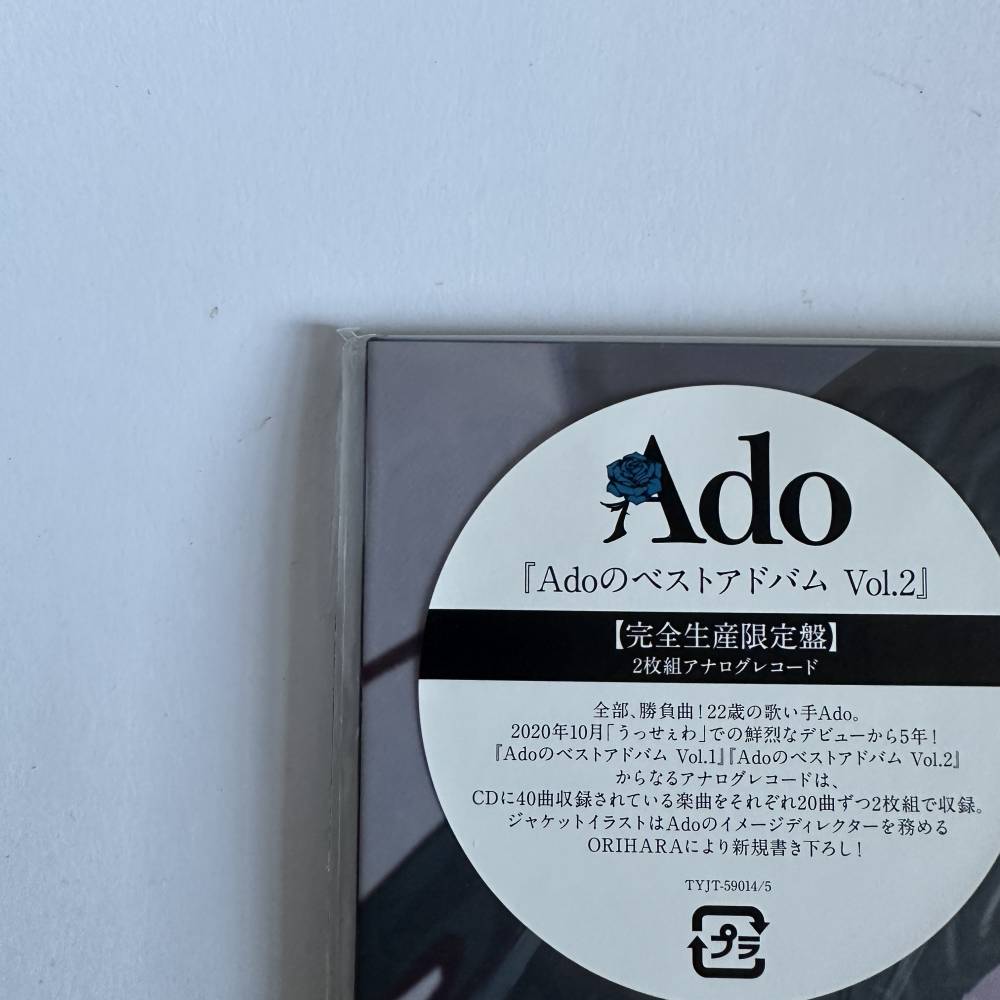 Ado
『Adoのベストアドバム Vol.2』
【完全生産限定盤】
2枚組アナログレコード
全部、勝負曲！22歳の歌い手Ado。
2020年10月「うっせぇわ」での鮮烈なデビューから5年！
『Adoのベストアドバム Vol.1』『Adoのベストアドバム Vol.2』
からなるアナログレコードは、
CDに40曲収録されている楽曲をそれぞれ20曲ずつ2枚組で収録。
ジャケットイラストはAdoのイメージディレクターを務める
ORIHARAにより新規書き下ろし！
TYJT-59014/5
プラ